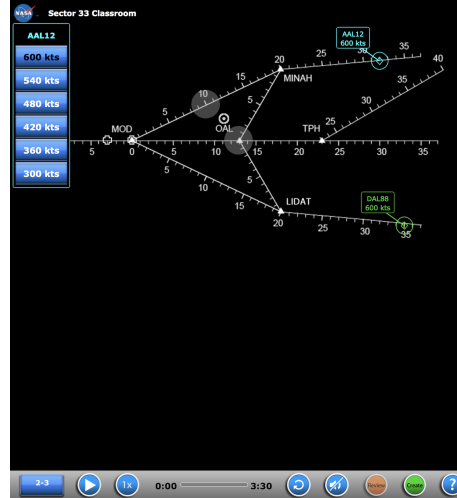 NASA
Sector 33 Classroom
AAL12
600 kts
540 kts
480 kts
420 kts
360 kts
300 kts
AAL12
600 kts
20
25
30
35
40
MINAH
15
10
5
35
30
25
15
MOD
OAL
TPH
5
5
10
15
20
25
30
35
5
10
15
20
5
LIDAT
25
30
35
DAL88
600 kts
2-3
1x
0:00
3:30
Review
Create
?